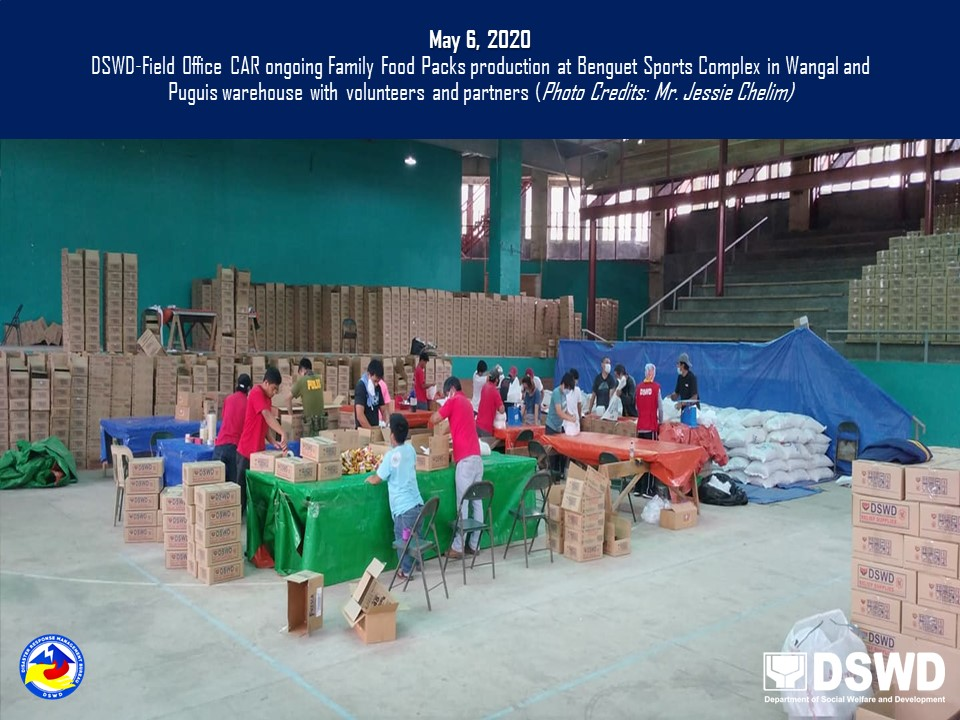 May 6, 2020
DSWD-Field Office CAR ongoing Family Food Packs production at Benguet Sports Complex in Wangal and
Puguis warehouse with volunteers and partners (Photo Credits: Mr. Jessie Chelim)
POLICE
DSWD
DSWD
DSWD
RELIEF SUPPLIES
DSWD
DSWD
DISASTER RESPONSE MANAGEMENT BUREAU
DSWD
DSWD
Department of Social Welfare and Development